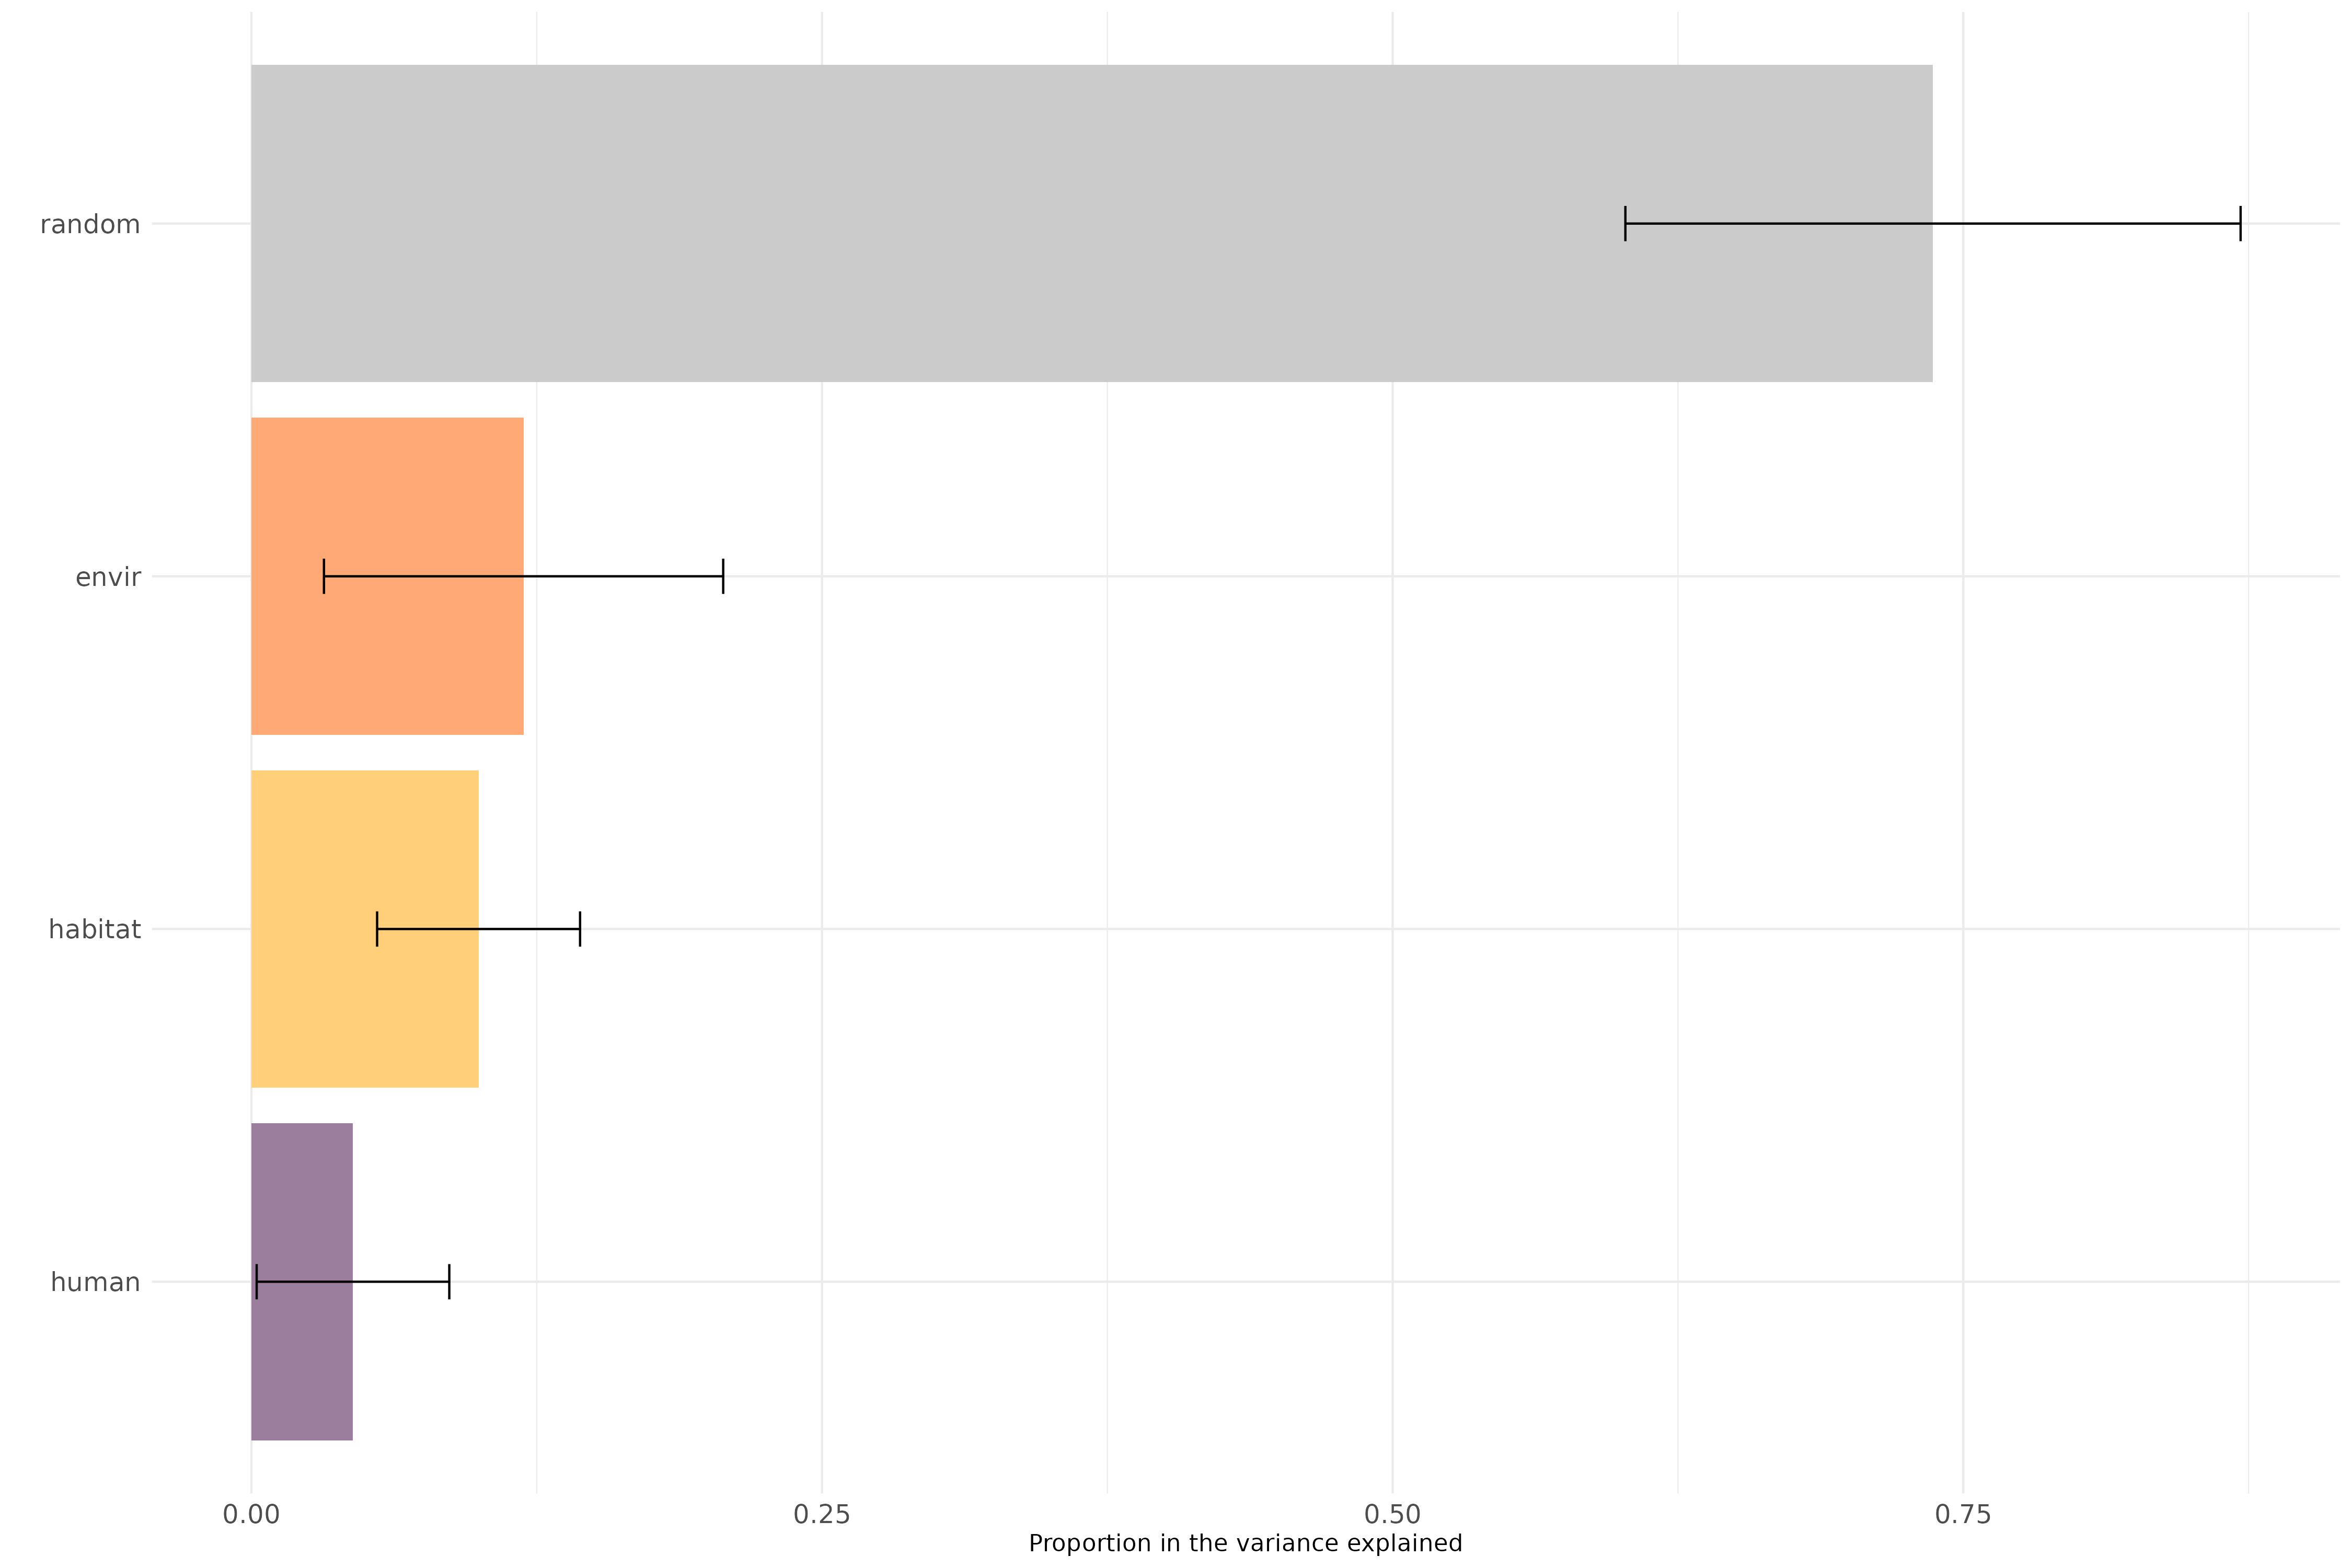 random
envir
habitat
human
0.00
0.25
0.50
0.75
Proportion in the variance explained